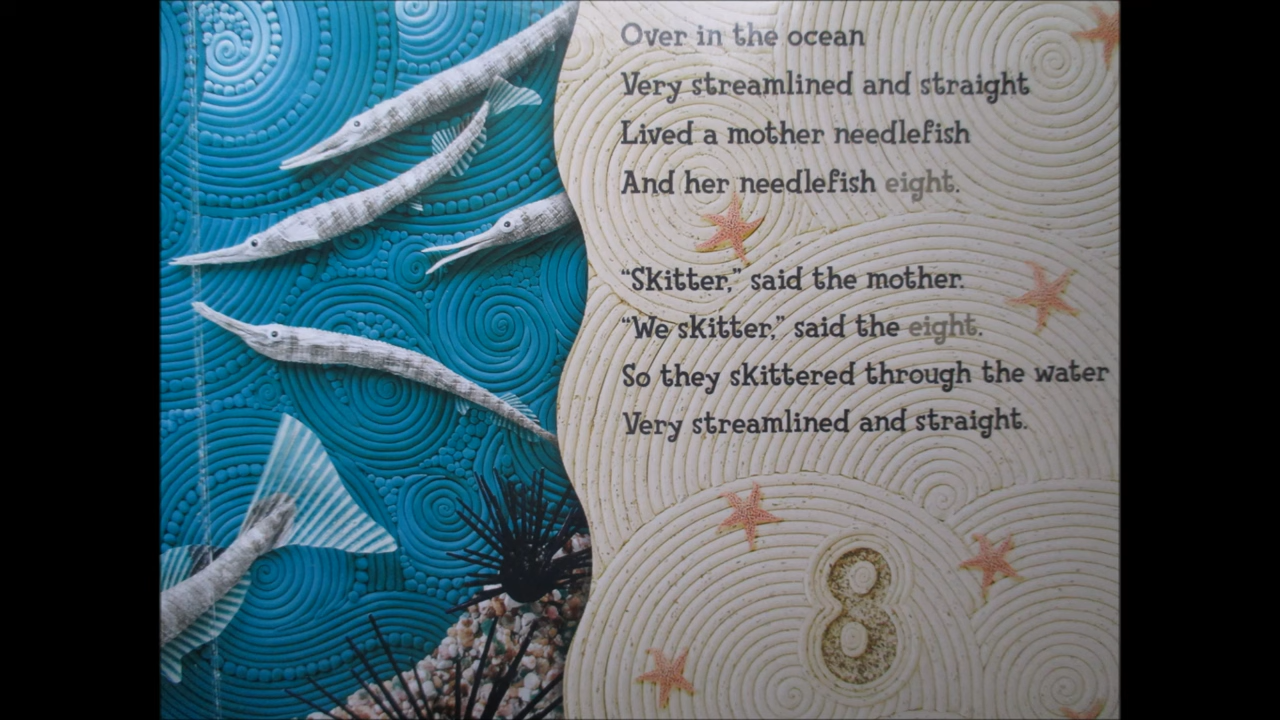 Over in the ocean
Very streamlined and straight
Lived a mother needlefish
And her needlefish eight.
“Skitter,” said the mother.
“We skitter,” said the eight.
So they skittered through the water
Very streamlined and straight.
8